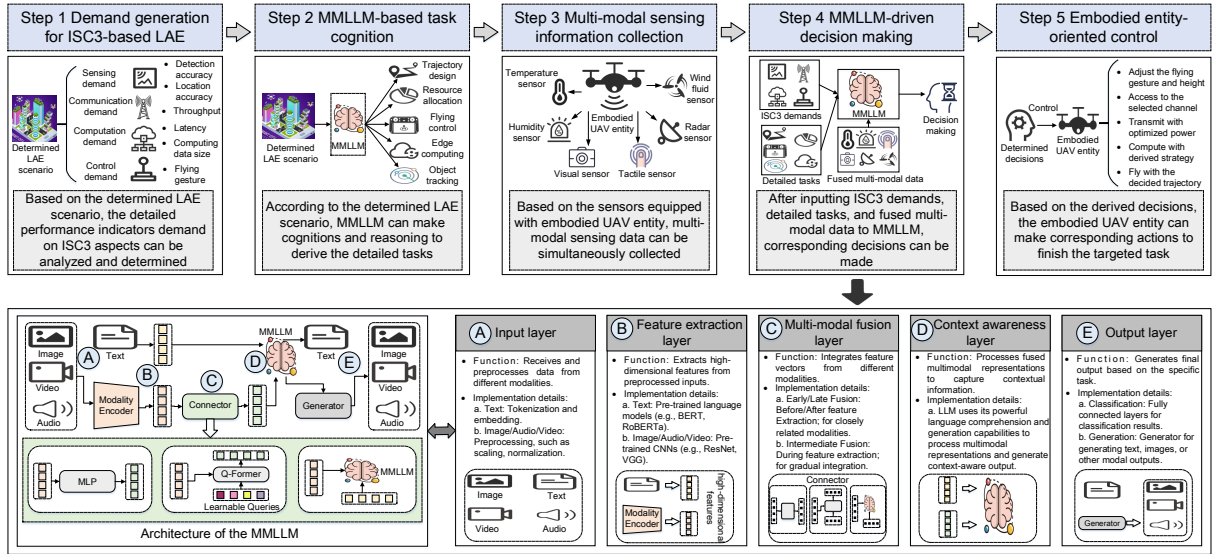 Step 1 Demand generation
for ISC3-based LAE
Sensing
demand
Communication
demand
Computation
demand
Control
demand
Determined
LAE
scenario
• Detection
accuracy
• Location
accuracy
• Throughput
• Latency
• Computing
data size
• Flying
gesture
Based on the determined LAE
scenario, the detailed
performance indicators demand
on ISC3 aspects can be
analyzed and determined
Step 2 MMLLM-based task
cognition
Determined
LAE scenario
MMLLM
Trajectory
design
Resource
allocation
Flying
control
Edge
computing
Object
tracking
According to the determined LAE
scenario, MMLLM can make
cognitions and reasoning to
derive the detailed tasks
Step 3 Multi-modal sensing
information collection
Temperature
sensor
Wind
fluid
sensor
Humidity
sensor
Embodied
UAV entity
Radar
sensor
Visual sensor
Tactile sensor
Based on the sensors equipped
with embodied UAV entity, multi-
modal sensing data can be
simultaneously collected
Step 4 MMLLM-driven
decision making
ISC3 demands
MMLLM
Decision
making
Detailed tasks
Fused multi-modal data
After inputting ISC3 demands,
detailed tasks, and fused multi-
modal data to MMLLM,
corresponding decisions can be
made
Step 5 Embodied entity-
oriented control
Determined
decisions
Control
Embodied
UAV entity
• Adjust the flying
gesture and height
• Access to the
selected channel
• Transmit with
optimized power
• Compute with
derived strategy
• Fly with the
decided trajectory
Based on the derived decisions,
the embodied UAV entity can
make corresponding actions to
finish the targeted task
Image
Video
Audio
A
Text
B
Modality
Encoder
C
Connector
D
MMLLM
Text
E
Generator
Image
Video
Audio
MLP
Q-Former
Learnable Queries
MMLLM
Architecture of the MMLLM
A Input layer
• Function: Receives and
preprocesses data from
different modalities.
• Implementation details:
a. Text: Tokenization and
embedding.
b. Image/Audio/Video:
Preprocessing, such as
scaling, normalization.
Image
Text
Video
Audio
B Feature extraction
layer
• Function: Extracts high-
dimensional features from
preprocessed inputs.
• Implementation details:
a. Text: Pre-trained language
models (e.g., BERT,
RoBERTa).
b. Image/Audio/Video: Pre-
trained CNNs (e.g., ResNet,
VGG).
Modality
Encoder
high-dimensional
features
C Multi-modal fusion
layer
• Function: Integrates feature
vectors from different
modalities.
• Implementation details:
a. Early/Late Fusion:
Before/After feature
Extraction; for closely
related modalities.
b. Intermediate Fusion:
During feature extraction;
for gradual integration.
Connector
D Context awareness
layer
• Function: Processes fused
multimodal representations
to capture contextual
information.
• Implementation details:
a. LLM uses its powerful
language comprehension and
generation capabilities to
process multimodal
representations and generate
context-aware output.
E Output layer
• Function: Generates final
output based on the specific
task.
• Implementation details:
a. Classification: Fully
connected layers for
classification results.
b. Generation: Generator for
generating text, images, or
other modal outputs.
Generator